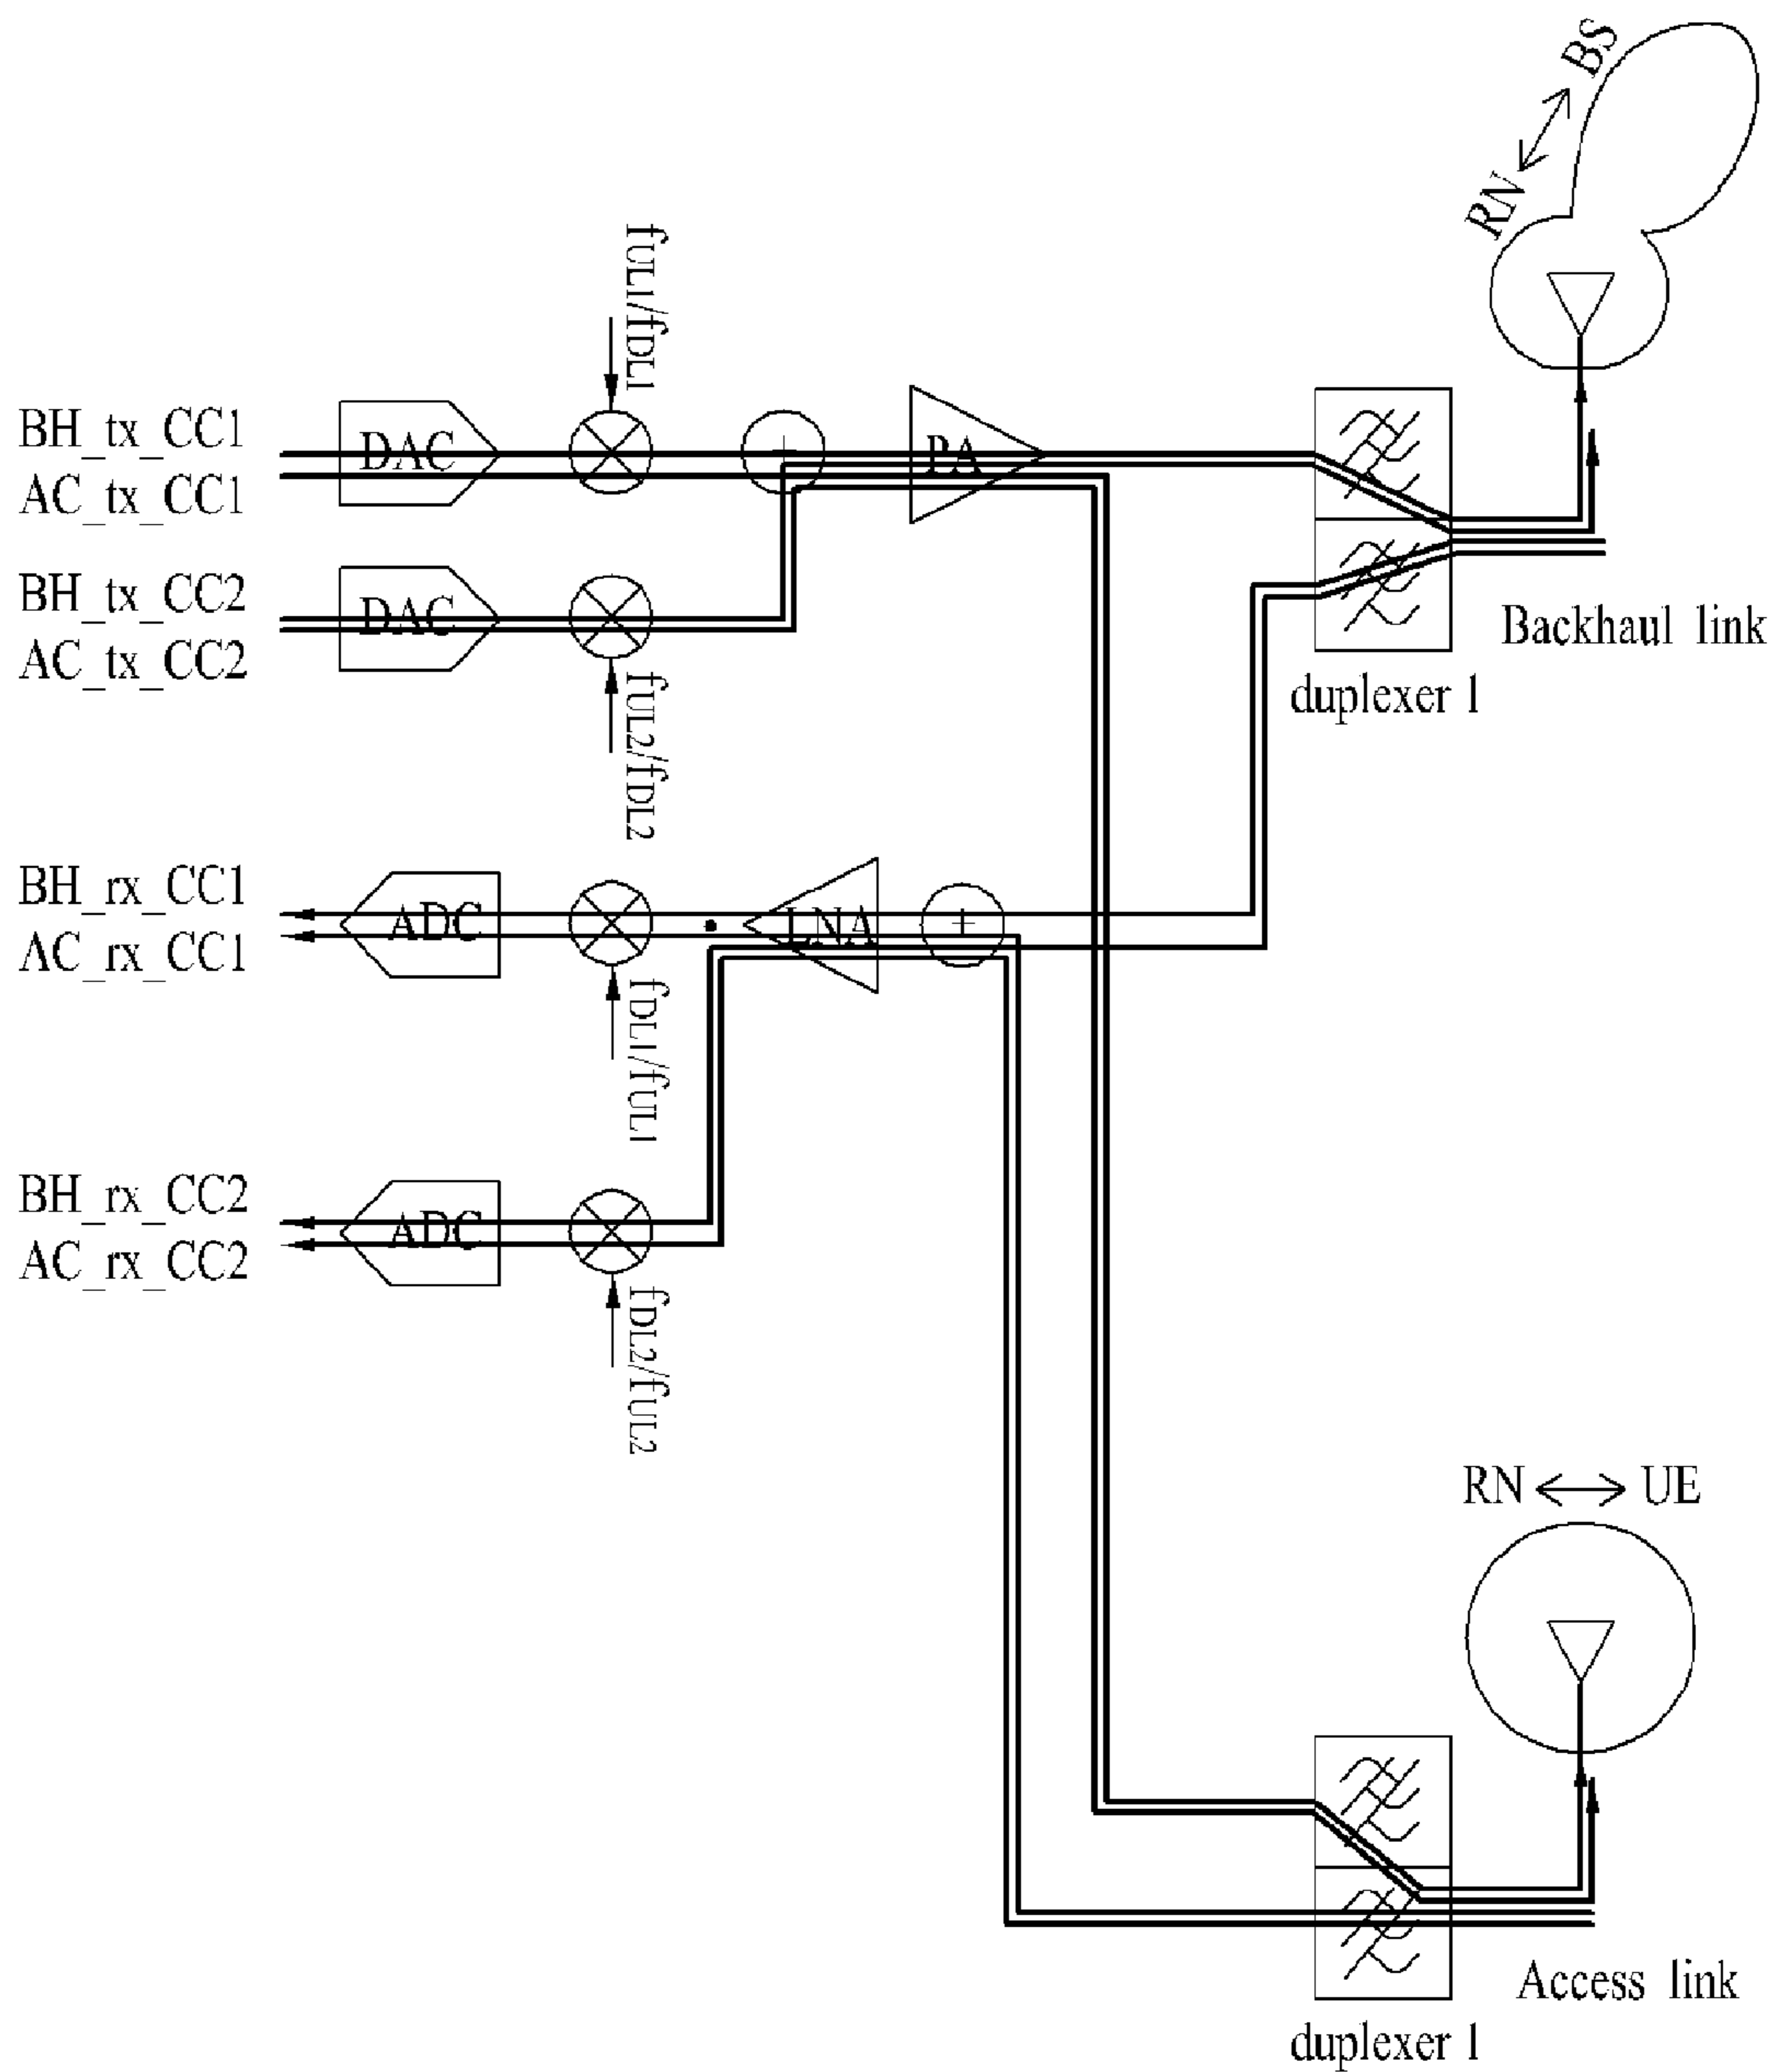 BS
RN
fUL1/fDL1
BH_tx_CC1
DAC
+
PA
AC_tx_CC1
BH_tx_CC2
DAC
AC_tx_CC2
Backhaul link
duplexer 1
fUL2/fDL2
BH_rx_CC1
ADC
LNA
+
AC_rx_CC1
fDL1/fUL1
BH_rx_CC2
ADC
AC_rx_CC2
fDL2/fUL2
RN UE
Access link
duplexer 1